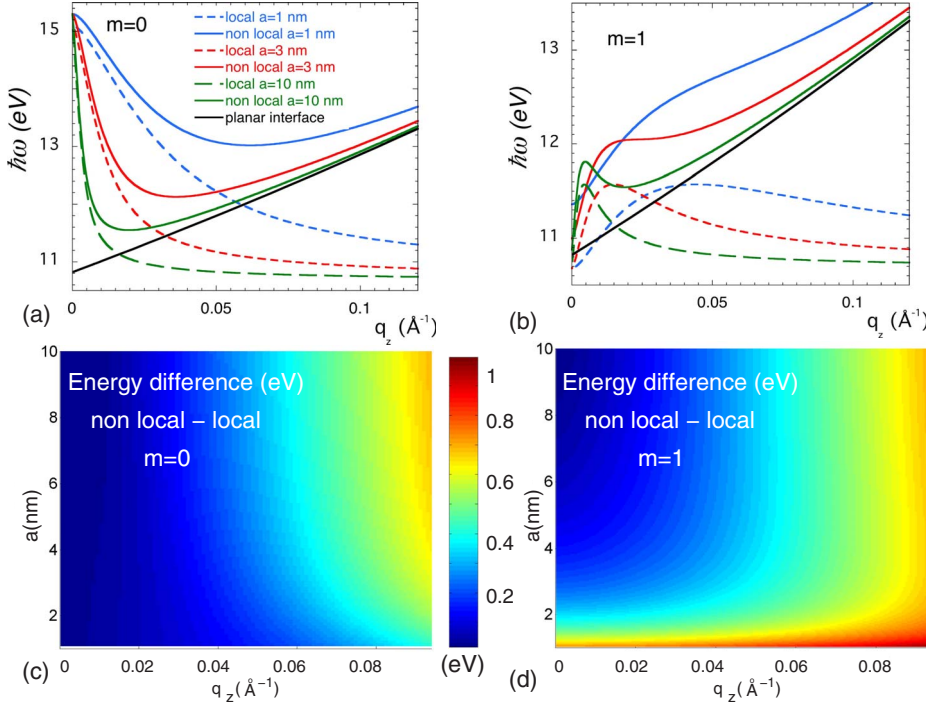 m=0
local a=1 nm
non local a=1 nm
local a=3 nm
non local a=3 nm
local a=10 nm
non local a=10 nm
planar interface
15
13
11
ħω (eV)
0
0.05
0.1
q_z (Å⁻¹)
(a)
m=1
13
12
11
ħω (eV)
0
0.05
0.1
q_z (Å⁻¹)
(b)
Energy difference (eV)
non local – local
m=0
10
8
6
4
2
a(nm)
0
0.02
0.04
0.06
0.08
q_z(Å⁻¹)
(c)
1
0.8
0.6
0.4
0.2
(eV)
Energy difference (eV)
non local – local
m=1
10
8
6
4
2
a(nm)
0
0.02
0.04
0.06
0.08
q_z(Å⁻¹)
(d)